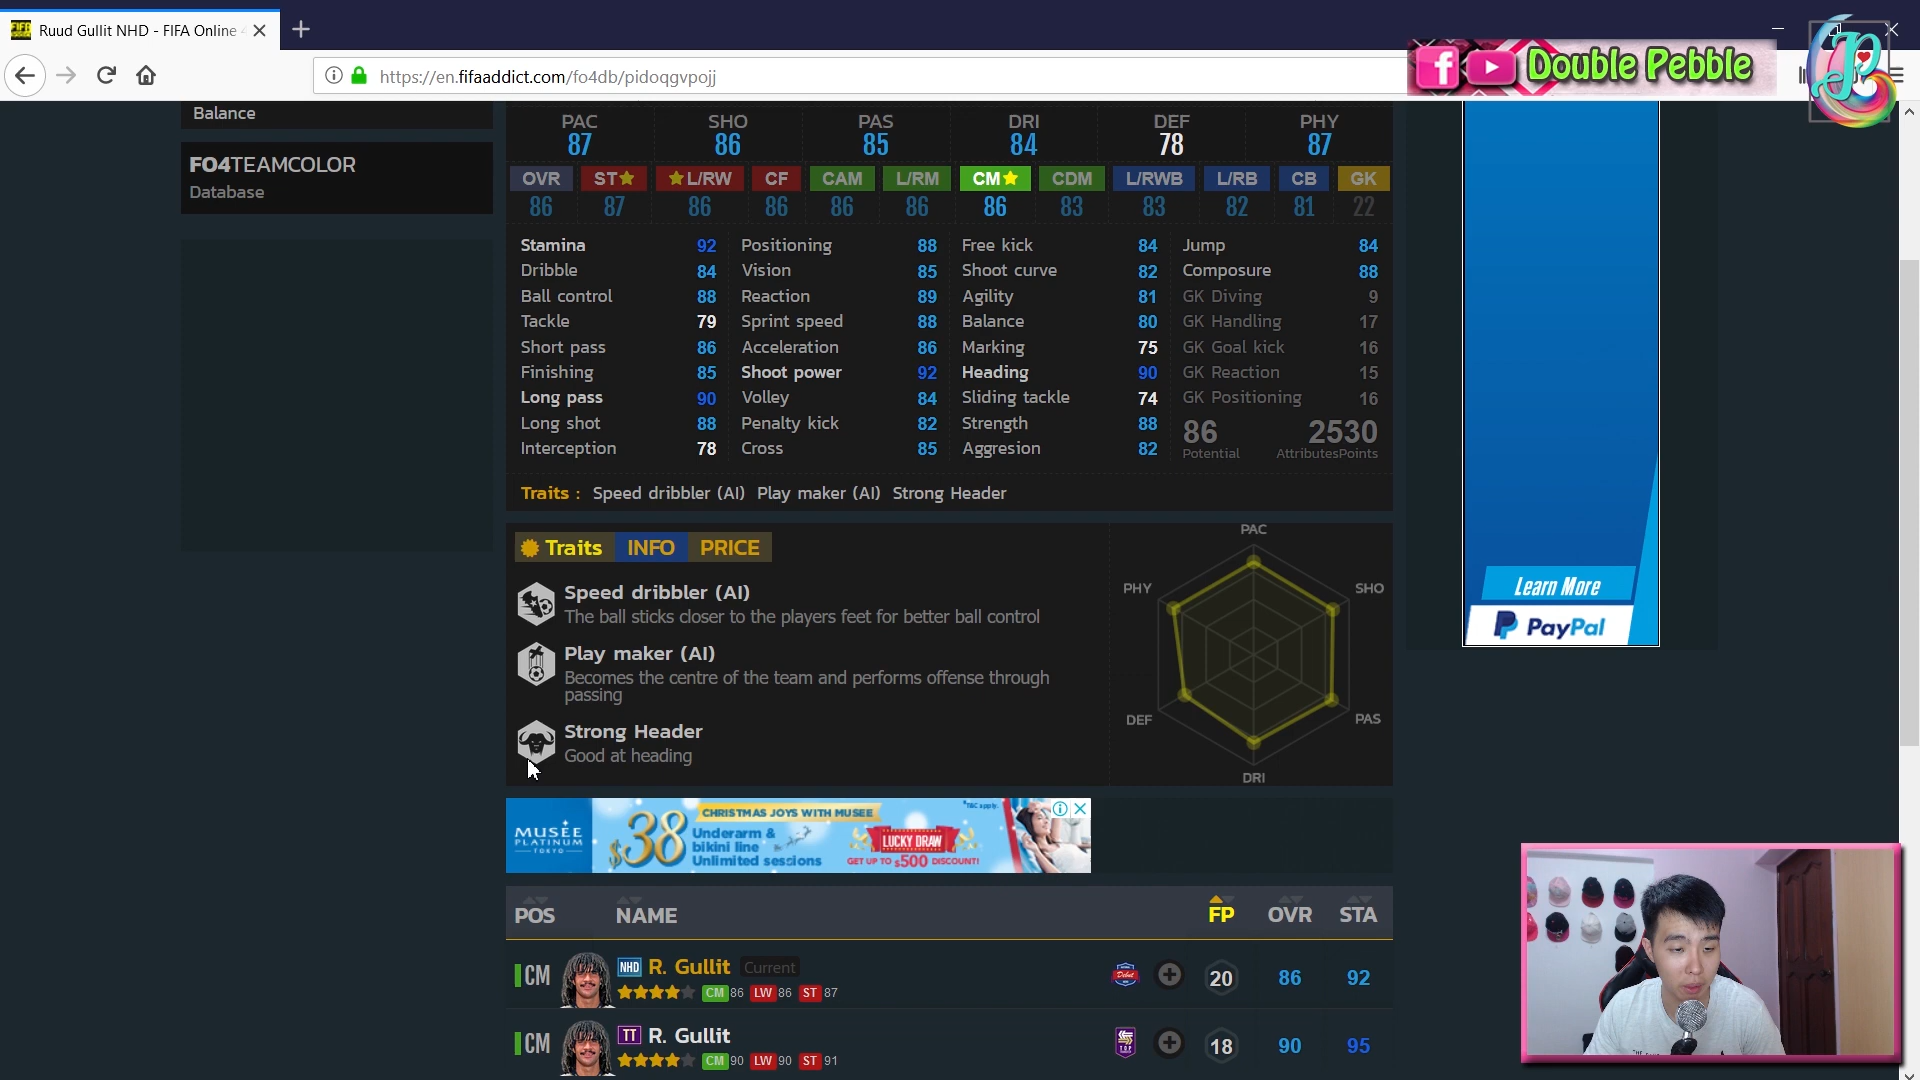 Ruud Gullit NHD - FIFA Online 4
https://en.fifaaddict.com/fo4db/pidoqgvpojj
Double Pebble
Balance
FO4TEAMCOLOR
Database
PAC SHO PAS DRI DEF PHY
87 86 85 84 78 87
OVR ST L/RW CF CAM L/RM CM CDM L/RWB L/RB CB GK
86 87 86 86 86 86 86 83 83 82 81 22
Stamina 92 Positioning 88 Free kick 84 Jump 84
Dribble 84 Vision 85 Shoot curve 82 Composure 88
Ball control 88 Reaction 89 Agility 81 GK Diving 9
Tackle 79 Sprint speed 88 Balance 80 GK Handling 17
Short pass 86 Acceleration 86 Marking 75 GK Goal kick 16
Finishing 85 Shoot power 92 Heading 90 GK Reaction 15
Long pass 90 Volley 84 Sliding tackle 74 GK Positioning 16
Long shot 88 Penalty kick 82 Strength 88 86 2530
Interception 78 Cross 85 Aggresion 82 Potential AttributesPoints
Traits : Speed dribbler (AI) Play maker (AI) Strong Header
Traits INFO PRICE
Speed dribbler (AI)
The ball sticks closer to the players feet for better ball control
Play maker (AI)
Becomes the centre of the team and performs offense through
passing
Strong Header
Good at heading
PAC
PHY SHO
DEF PAS
DRI
Learn More
PayPal
MUSÉE
PLATINUM
TOKYO
CHRISTMAS JOYS WITH MUSEE
*T&C apply.
$38
Underarm &
bikini line
Unlimited sessions
LUCKY DRAW
GET UP TO $500 DISCOUNT!
POS NAME FP OVR STA
CM NHD R. Gullit Current 20 86 92
CM 86 LW 86 ST 87
CM TT R. Gullit 18 90 95
CM 90 LW 90 ST 91